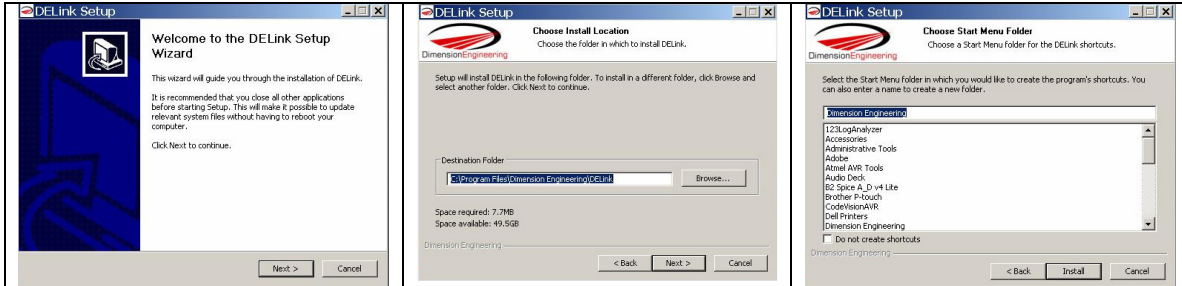 DELink Setup
Welcome to the DELink Setup
Wizard
This wizard will guide you through the installation of DELink.
It is recommended that you close all other applications
before starting Setup. This will make it possible to update
relevant system files without having to reboot your
computer.
Click Next to continue.
Next >
Cancel
DELink Setup
DimensionEngineering
Choose Install Location
Choose the folder in which to install DELink.
Setup will install DELink in the following folder. To install in a different folder, click Browse and
select another folder. Click Next to continue.
Destination Folder
C:\Program Files\Dimension Engineering\DELink
Browse...
Space required: 7.7MB
Space available: 49.5GB
Dimension Engineering
< Back
Next >
Cancel
DELink Setup
DimensionEngineering
Choose Start Menu Folder
Choose a Start Menu folder for the DELink shortcuts.
Select the Start Menu folder in which you would like to create the program's shortcuts. You
can also enter a name to create a new folder.
Dimension Engineering
123LogAnalyzer
Accessories
Administrative Tools
Adobe
Atmel AVR Tools
Audio Deck
B2 Spice A_D v4 Lite
Brother P-touch
CodeVisionAVR
Dell Printers
Dimension Engineering
Do not create shortcuts
Dimension Engineering
< Back
Install
Cancel